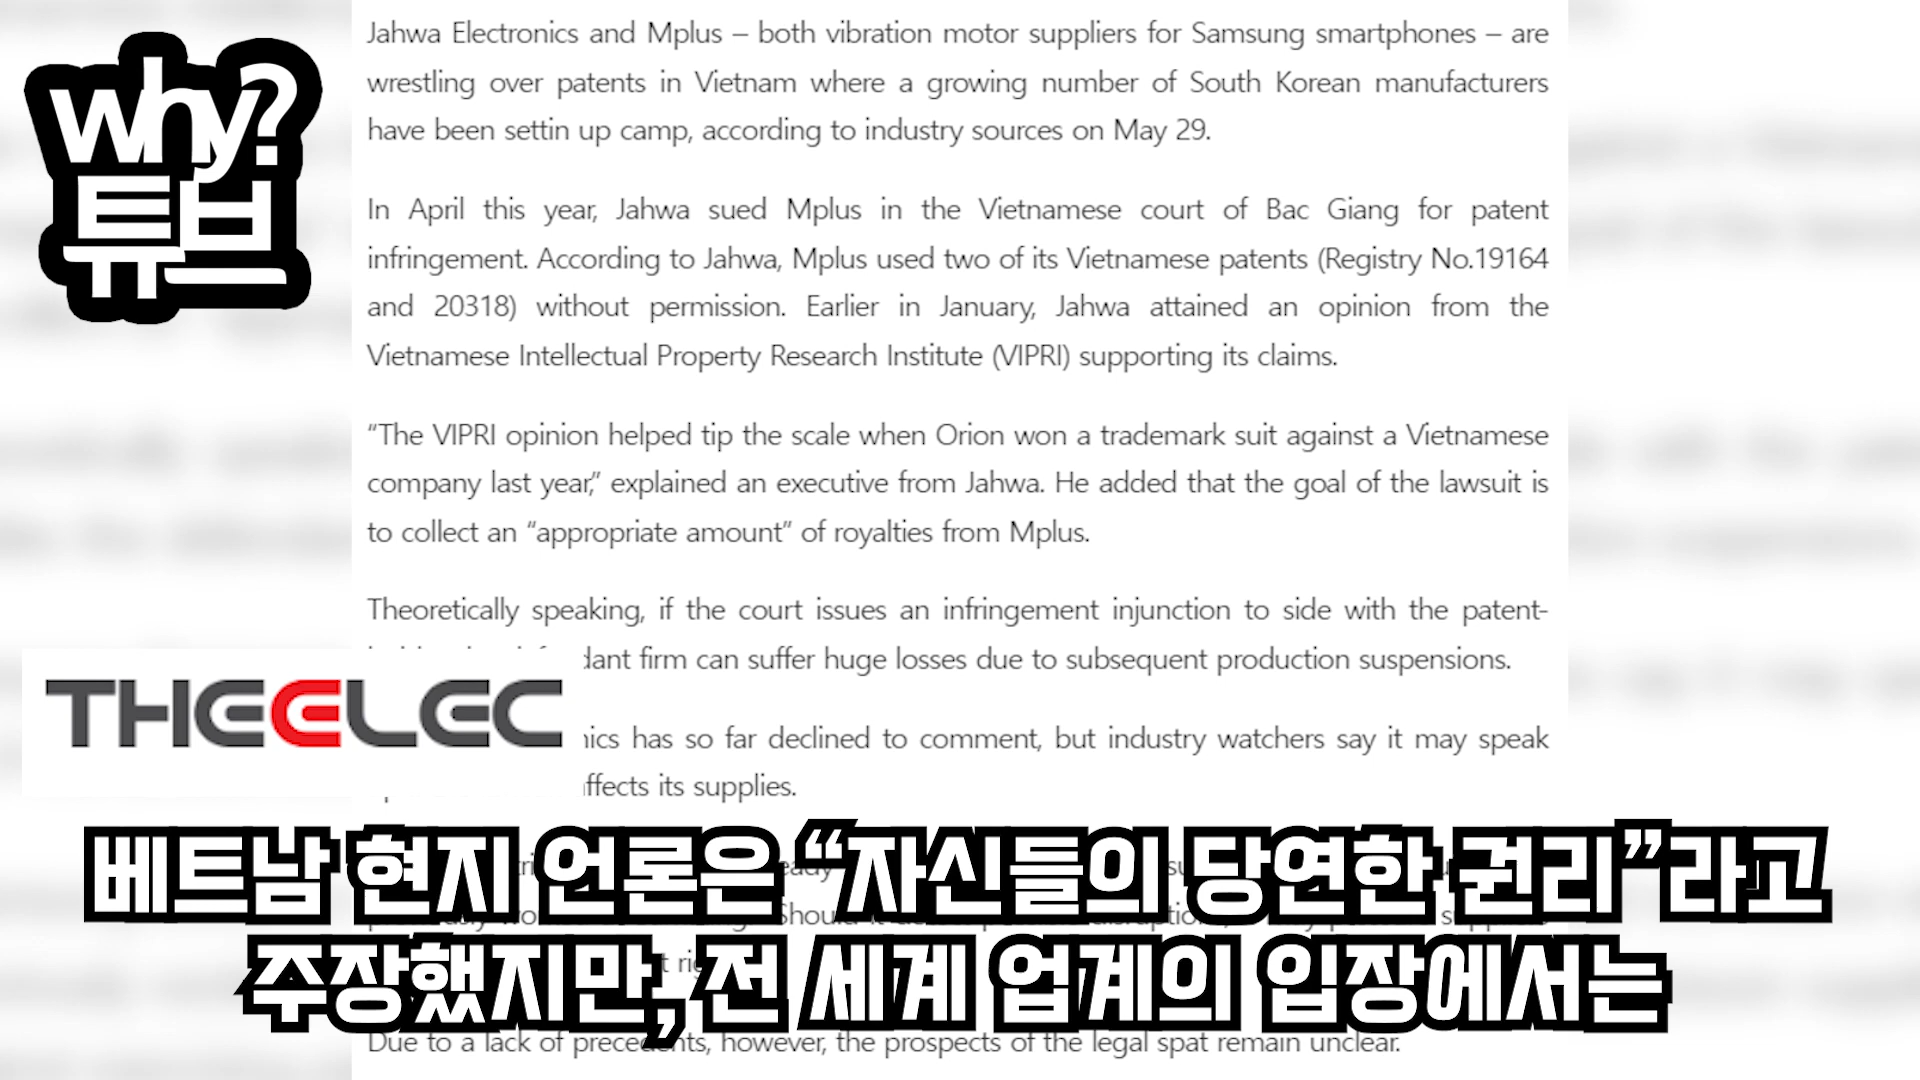 why?
튜브
Jahwa Electronics and Mplus – both vibration motor suppliers for Samsung smartphones – are
wrestling over patents in Vietnam where a growing number of South Korean manufacturers
have been settin up camp, according to industry sources on May 29.
In April this year, Jahwa sued Mplus in the Vietnamese court of Bac Giang for patent
infringement. According to Jahwa, Mplus used two of its Vietnamese patents (Registry No.19164
and 20318) without permission. Earlier in January, Jahwa attained an opinion from the
Vietnamese Intellectual Property Research Institute (VIPRI) supporting its claims.
“The VIPRI opinion helped tip the scale when Orion won a trademark suit against a Vietnamese
company last year,” explained an executive from Jahwa. He added that the goal of the lawsuit is
to collect an “appropriate amount” of royalties from Mplus.
Theoretically speaking, if the court issues an infringement injunction to side with the patent-
firm can suffer huge losses due to subsequent production suspensions.
THEELEC
has so far declined to comment, but industry watchers say it may speak
its supplies.
베트남 현지 언론은 “자신들의 당연한 권리”라고
주장했지만, 전 세계 업계의 입장에서는
Due to a lack of precedents, however, the prospects of the legal spat remain unclear.